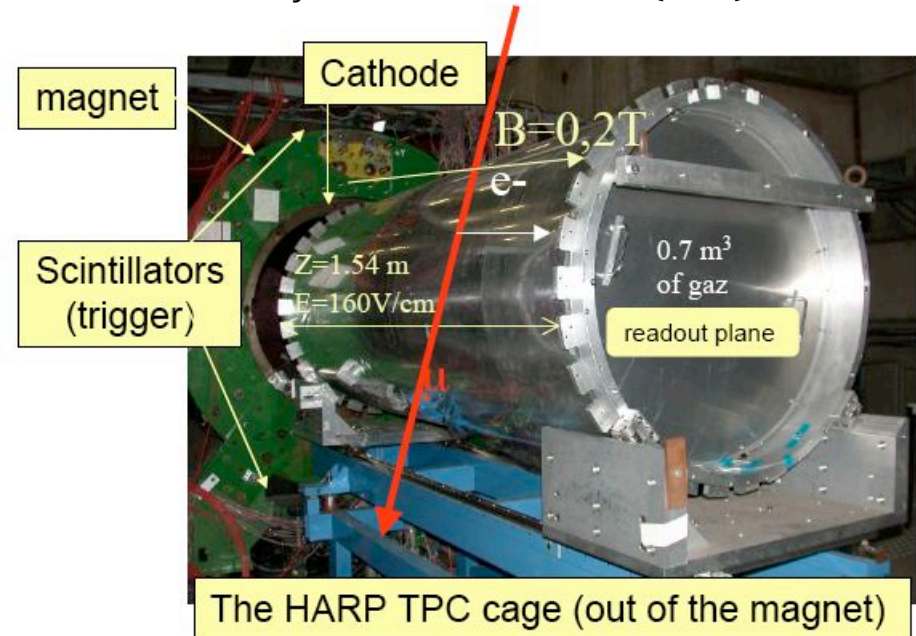 magnet
Cathode
B=0,2T
e-
Scintillators
(trigger)
Z=1.54 m
E=160V/cm
0.7 m³
of gaz
readout plane
μ
The HARP TPC cage (out of the magnet)